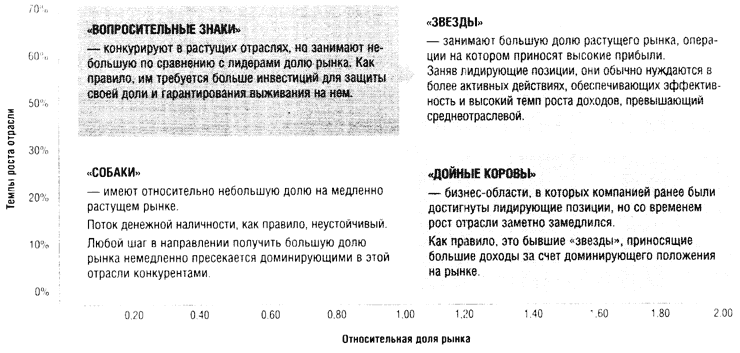 70%
60%
50%
30%
20%
10%
0%
Темпы роста отрасли
«ВОПРОСИТЕЛЬНЫЕ ЗНАКИ»
— конкурируют в растущих отраслях, но занимают не-
большую по сравнению с лидерами долю рынка. Как
правило, им требуется больше инвестиций для защиты
своей доли и гарантирования выживания на нем.
«ЗВЕЗДЫ»
— занимают большую долю растущего рынка, опера-
ции на котором приносят высокие прибыли.
Заняв лидирующие позиции, они обычно нуждаются в
более активных действиях, обеспечивающих эффектив-
ность и высокий темп роста доходов, превышающий
среднеотраслевой.
«СОБАКИ»
— имеют относительно небольшую долю на медленно
растущем рынке.
Поток денежной наличности, как правило, неустойчивый.
Любой шаг в направлении получить большую долю
рынка немедленно пресекается доминирующими в этой
отрасли конкурентами.
«ДОЙНЫЕ КОРОВЫ»
— бизнес-области, в которых компанией ранее были
достигнуты лидирующие позиции, но со временем
рост отрасли заметно замедлился.
Как правило, это бывшие «звезды», приносящие
большие доходы за счет доминирующего положения
на рынке.
0.20 0.40 0.60 0.80 1.00 1.20 1.40 1.60 1.80 2.00
Относительная доля рынка